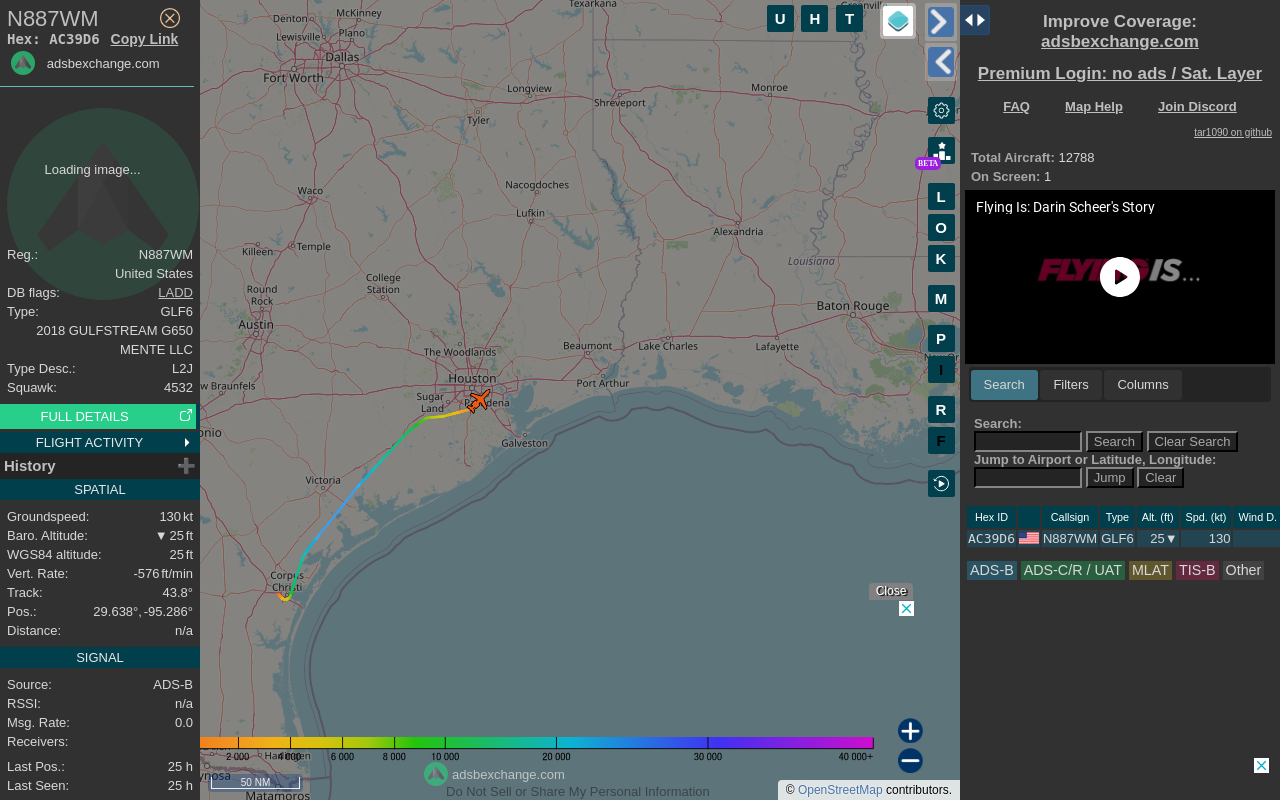 N887WM
Hex: AC39D6 Copy Link
adsbexchange.com
Loading image...
Reg.: N887WM
United States
DB flags: LADD
Type: GLF6
2018 GULFSTREAM G650
MENTE LLC
Type Desc.: L2J
Squawk: 4532
FULL DETAILS
FLIGHT ACTIVITY
History
SPATIAL
Groundspeed: 130 kt
Baro. Altitude: ▼ 25 ft
WGS84 altitude: 25 ft
Vert. Rate: -576 ft/min
Track: 43.8°
Pos.: 29.638°, -95.286°
Distance: n/a
SIGNAL
Source: ADS-B
RSSI: n/a
Msg. Rate: 0.0
Receivers:
Last Pos.: 25 h
Last Seen: 25 h
Texarkana
Greenville
Denton
McKinney
Lewisville
Plano
Dallas
Fort Worth
Longview
Monroe
Shreveport
Tyler
Waco
Nacogdoches
Lufkin
Alexandria
Killeen
Temple
Louisiana
College
Station
Round
Rock
Baton Rouge
Austin
The Woodlands
Beaumont
Lake Charles
Lafayette
Houston
Port Arthur
w Braunfels
Sugar
Land
Galveston
onio
Victoria
Corpus
Christi
Harlingen
nosa
Matamoros
U H T
BETA
L
O
K
M
P
I
R
F
Close
2 000 4 000 6 000 8 000 10 000 20 000 30 000 40 000+
50 NM
adsbexchange.com
Do Not Sell or Share My Personal Information
© OpenStreetMap contributors.
Improve Coverage:
adsbexchange.com
Premium Login: no ads / Sat. Layer
FAQ Map Help Join Discord
tar1090 on github
Total Aircraft: 12788
On Screen: 1
Flying Is: Darin Scheer's Story
FLYING IS...
Search Filters Columns
Search:
Search Clear Search
Jump to Airport or Latitude, Longitude:
Jump Clear
Hex ID Callsign Type Alt. (ft) Spd. (kt) Wind D.
AC39D6 N887WM GLF6 25▼ 130
ADS-B ADS-C/R / UAT MLAT TIS-B Other